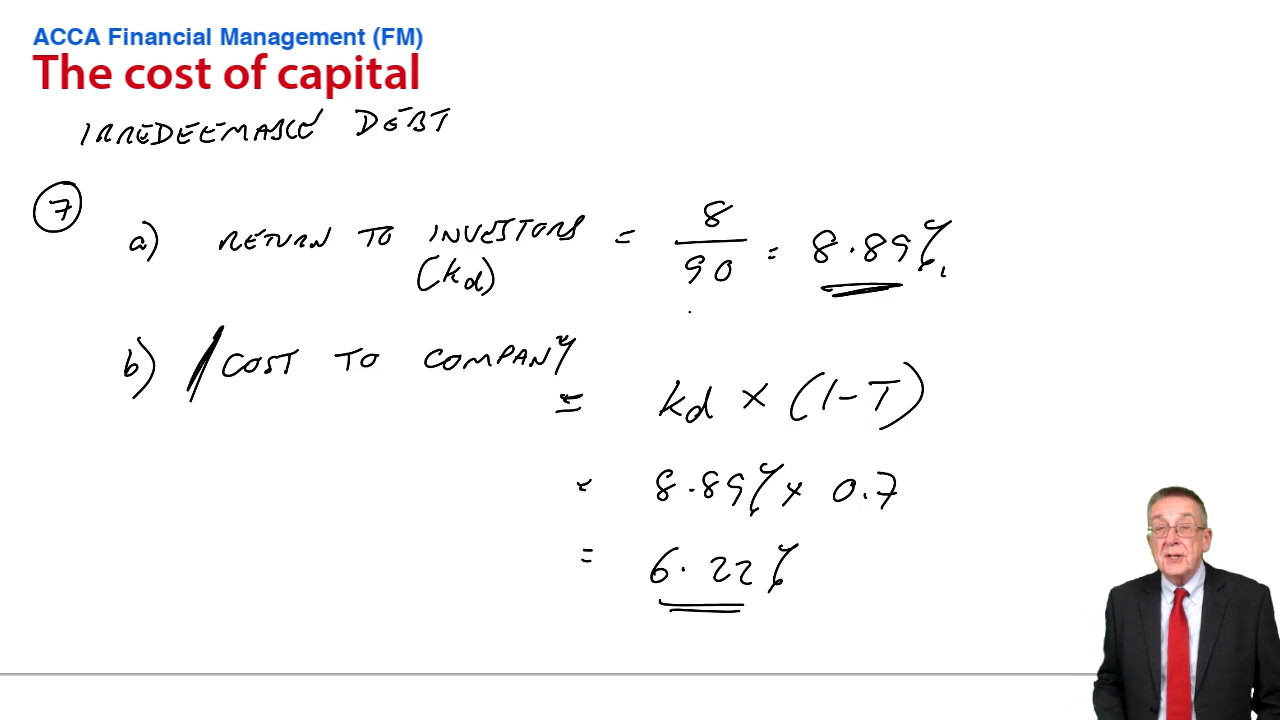 ACCA Financial Management (FM)
The cost of capital
IRREDEEMABLE DEBT
7
a) RETURN TO INVESTORS = 8/90 = 8.89%
(kd)
b) COST TO COMPANY
= kd × (1-T)
= 8.89% × 0.7
= 6.22%